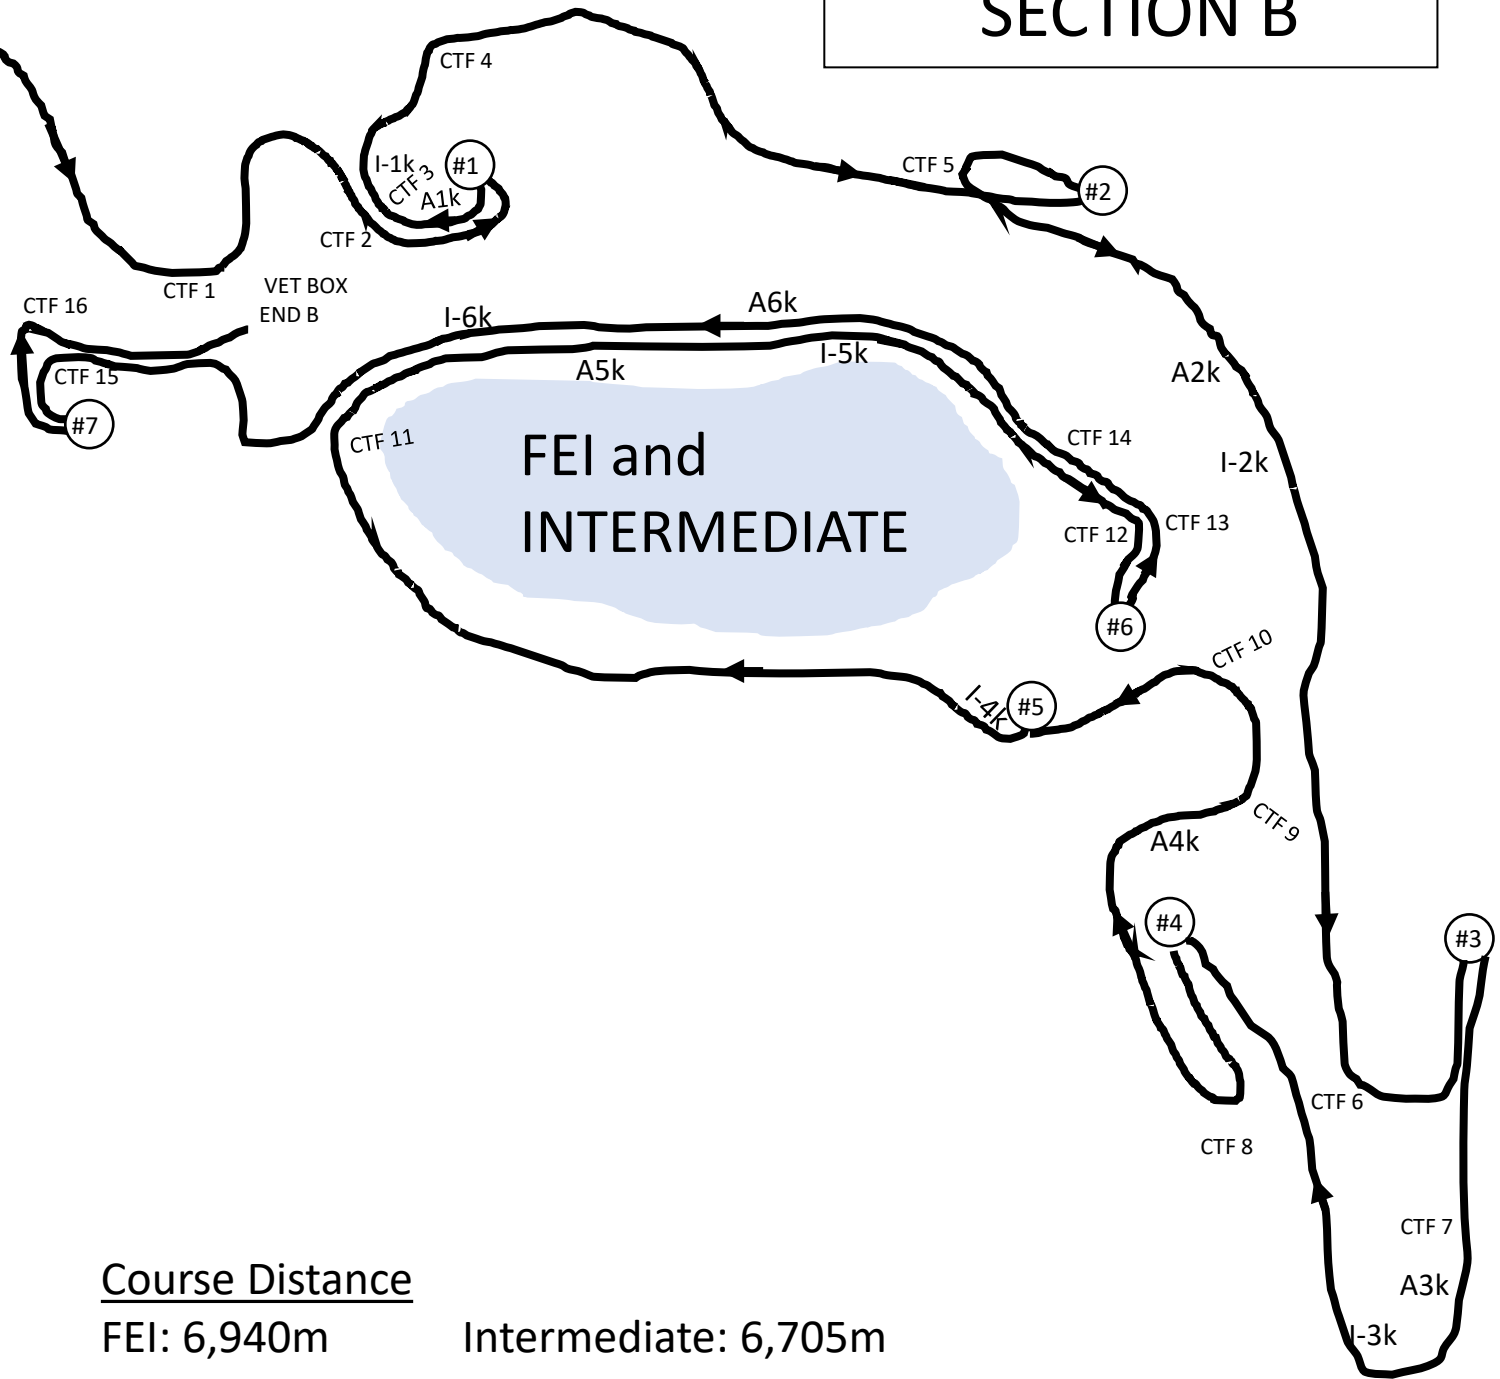 SECTION B
CTF 4
I-1k
CTF 3
A1k
#1
CTF 5
#2
CTF 2
CTF 1
VET BOX
END B
CTF 16
CTF 15
#7
I-6k
A6k
A5k
I-5k
A2k
I-2k
CTF 11
FEI and
INTERMEDIATE
CTF 14
CTF 13
CTF 12
#6
CTF 10
I-4k
#5
CTF 9
A4k
#4
#3
CTF 6
CTF 8
CTF 7
A3k
I-3k
Course Distance
FEI: 6,940m Intermediate: 6,705m